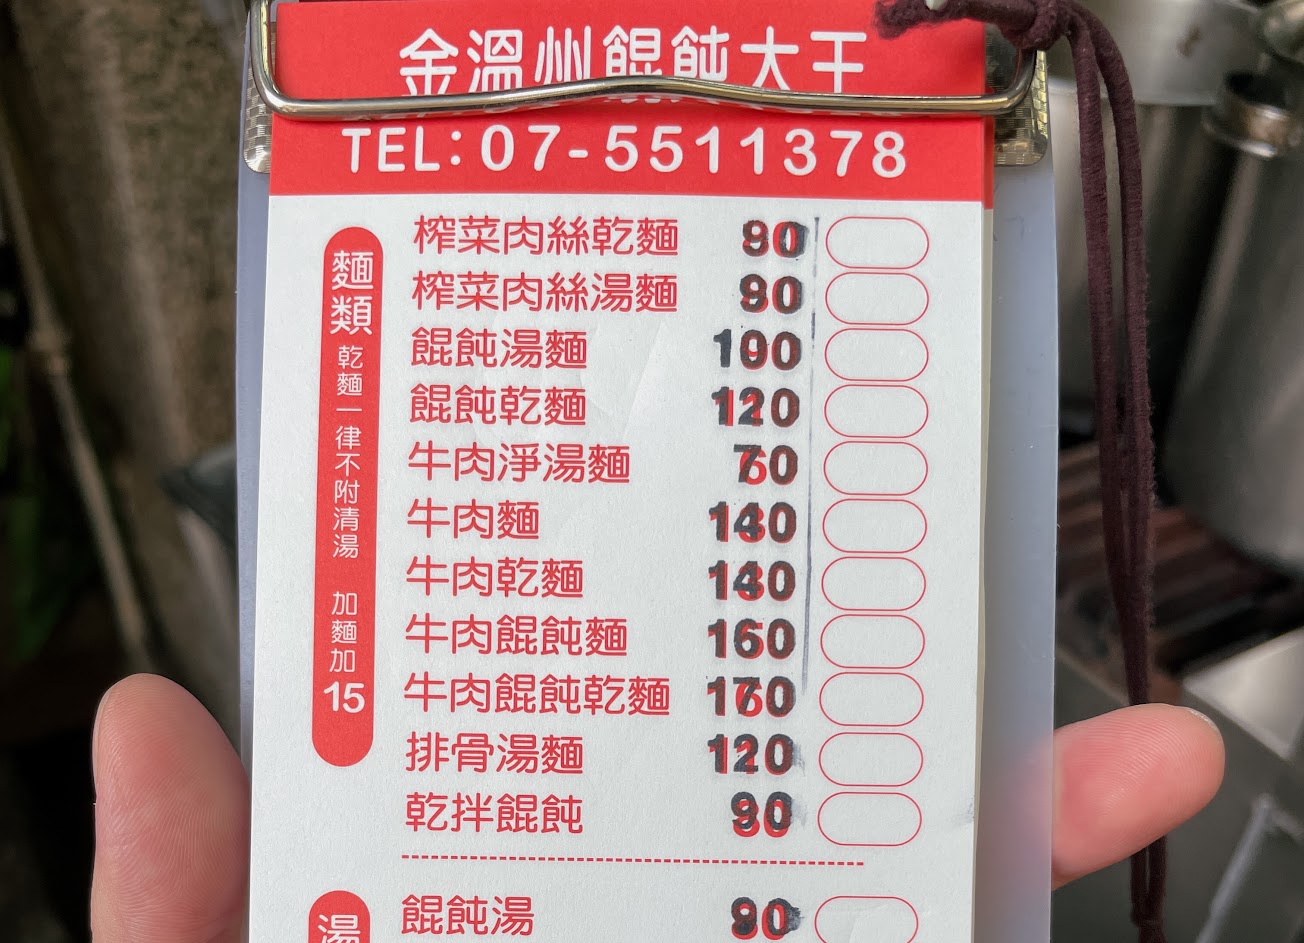 金溫州餛飩大王
TEL:07-5511378
麵類 乾麵一律不附清湯 加麵加15
榨菜肉絲乾麵 90
榨菜肉絲湯麵 90
餛飩湯麵 100
餛飩乾麵 120
牛肉淨湯麵 70
牛肉麵 140
牛肉乾麵 140
牛肉餛飩麵 160
牛肉餛飩乾麵 170
排骨湯麵 120
乾拌餛飩 90
湯
餛飩湯 90